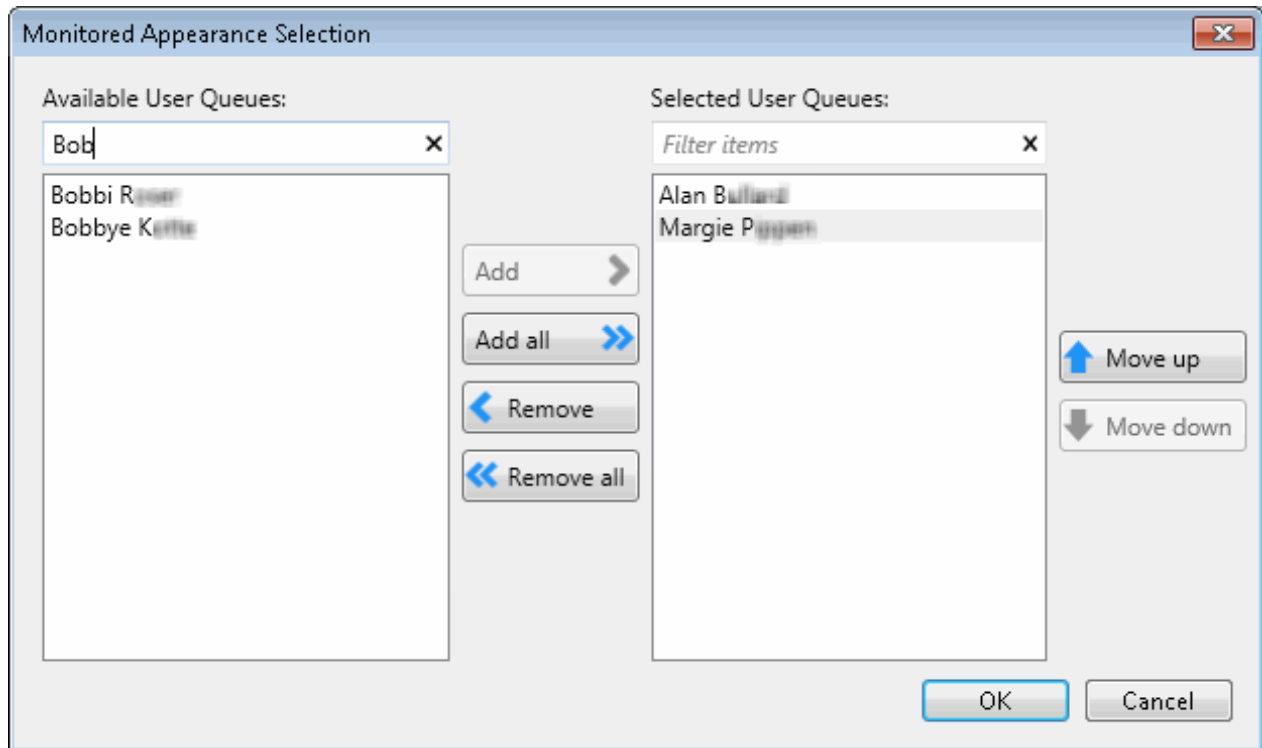 Monitored Appearance Selection
Available User Queues:
Bob
Bobbi R
Bobbye K
Add
Add all
Remove
Remove all
Selected User Queues:
Filter items
Alan B
Margie P
Move up
Move down
OK
Cancel